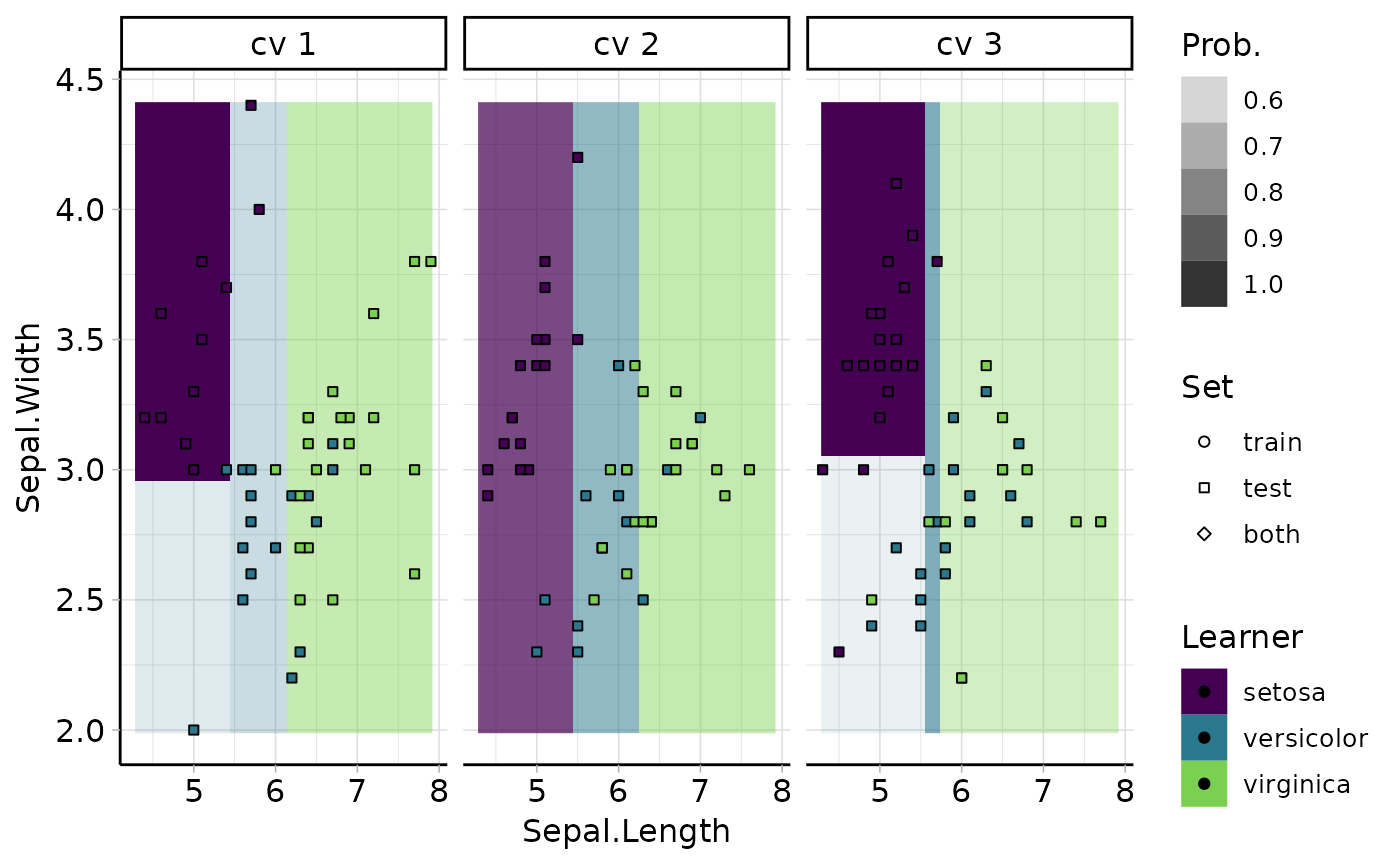 cv 1
cv 2
cv 3
4.5
4.0
3.5
3.0
2.5
2.0
Sepal.Width
5 6 7 8
5 6 7 8
5 6 7 8
Sepal.Length
Prob.
0.6
0.7
0.8
0.9
1.0
Set
train
test
both
Learner
setosa
versicolor
virginica